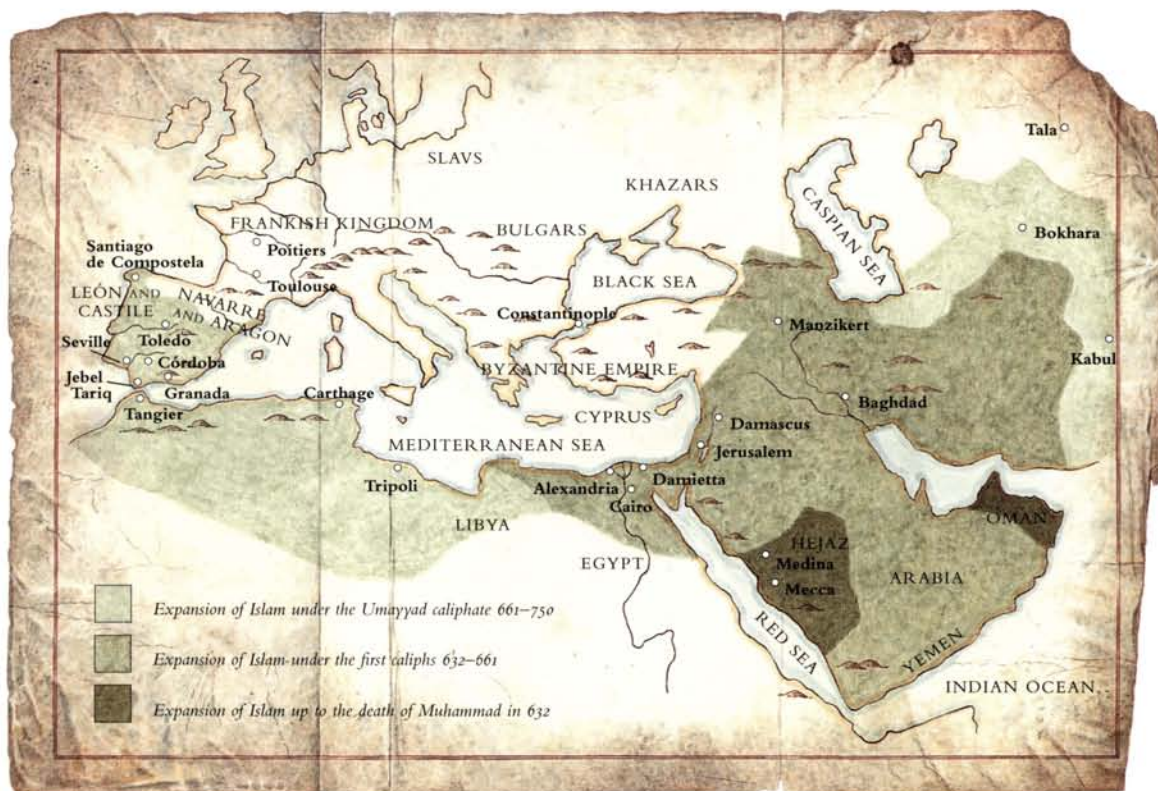 Tala
SLAVS
KHAZARS
FRANKISH KINGDOM
BULGARS
CASPIAN SEA
Bokhara
Poitiers
Santiago
de Compostela
Toulouse
BLACK SEA
LEÓN AND
CASTILE
NAVARRE
AND ARAGON
Constantinople
Manzikert
Toledo
Seville
Córdoba
Kabul
BYZANTINE EMPIRE
Jebel
Tariq
Granada
Carthage
Baghdad
Tangier
CYPRUS
Damascus
MEDITERRANEAN SEA
Jerusalem
Tripoli
Alexandria
Damietta
Cairo
LIBYA
OMAN
HEJAZ
EGYPT
Medina
ARABIA
Mecca
RED SEA
YEMEN
INDIAN OCEAN
Expansion of Islam under the Umayyad caliphate 661–750
Expansion of Islam under the first caliphs 632–661
Expansion of Islam up to the death of Muhammad in 632